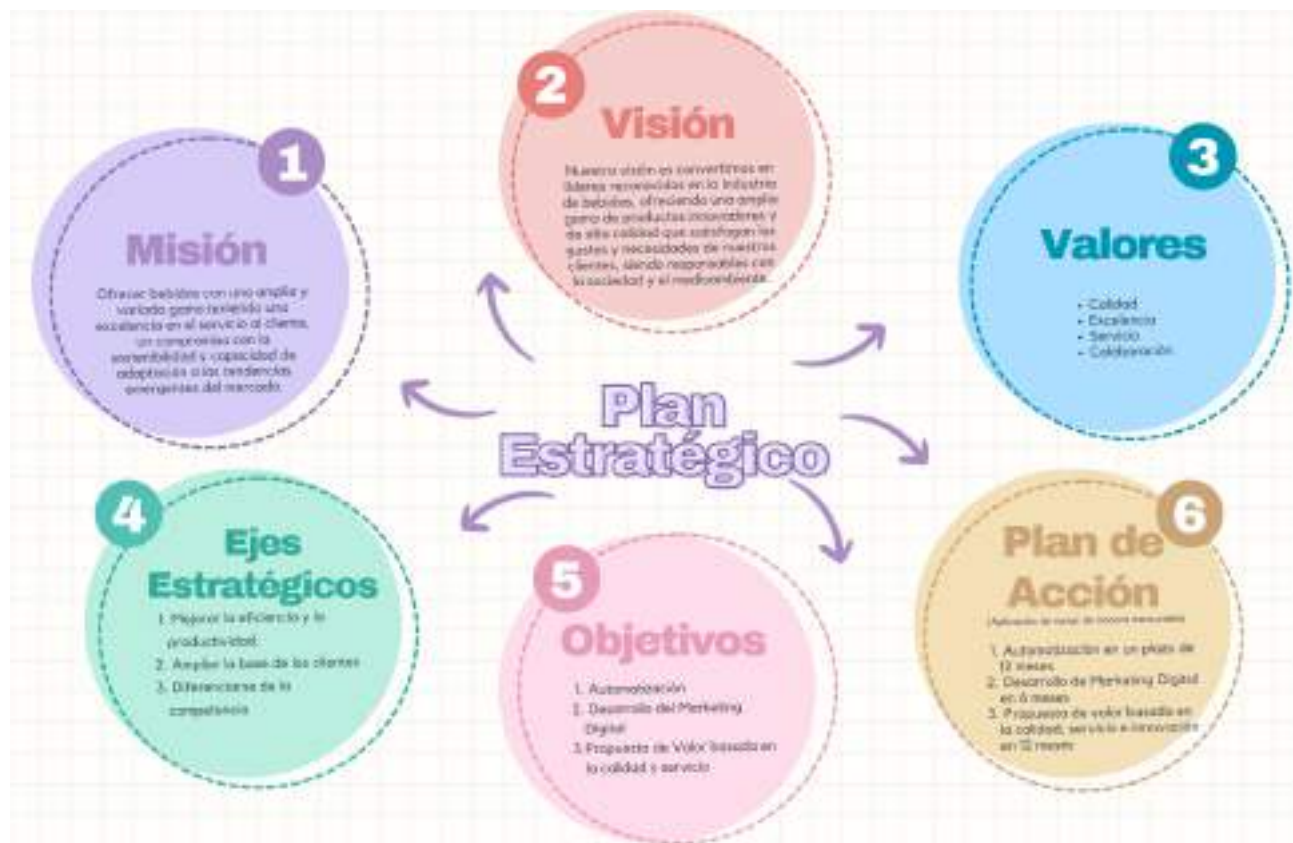 1
Misión
Ofrecer bebidas con una amplia y
variada gama teniendo una
excelencia en el servicio al cliente,
un compromiso con la
sostenibilidad y capacidad de
adaptación a las tendencias
emergentes del mercado.
2
Visión
Nuestra visión es convertirnos en
líderes reconocidos en la industria
de bebidas, ofreciendo una amplia
gama de productos innovadores y
de alta calidad que satisfagan los
gustos y necesidades de nuestros
clientes, siendo responsables con
la sociedad y el medioambiente.
3
Valores
• Calidad
• Excelencia
• Servicio
• Colaboración
Plan
Estratégico
4
Ejes
Estratégicos
1. Mejorar la eficiencia y la
productividad.
2. Ampliar la base de los clientes
3. Diferenciarse de la
competencia
5
Objetivos
1. Automatización
2. Desarrollo del Marketing
Digital
3. Propuesta de Valor basada en
la calidad y servicio
6
Plan de
Acción
1. Automatización en un plazo de
12 meses
2. Desarrollo de Marketing Digital
en 6 meses
3. Propuesta de valor basada en
la calidad, servicio e innovación
en 12 meses